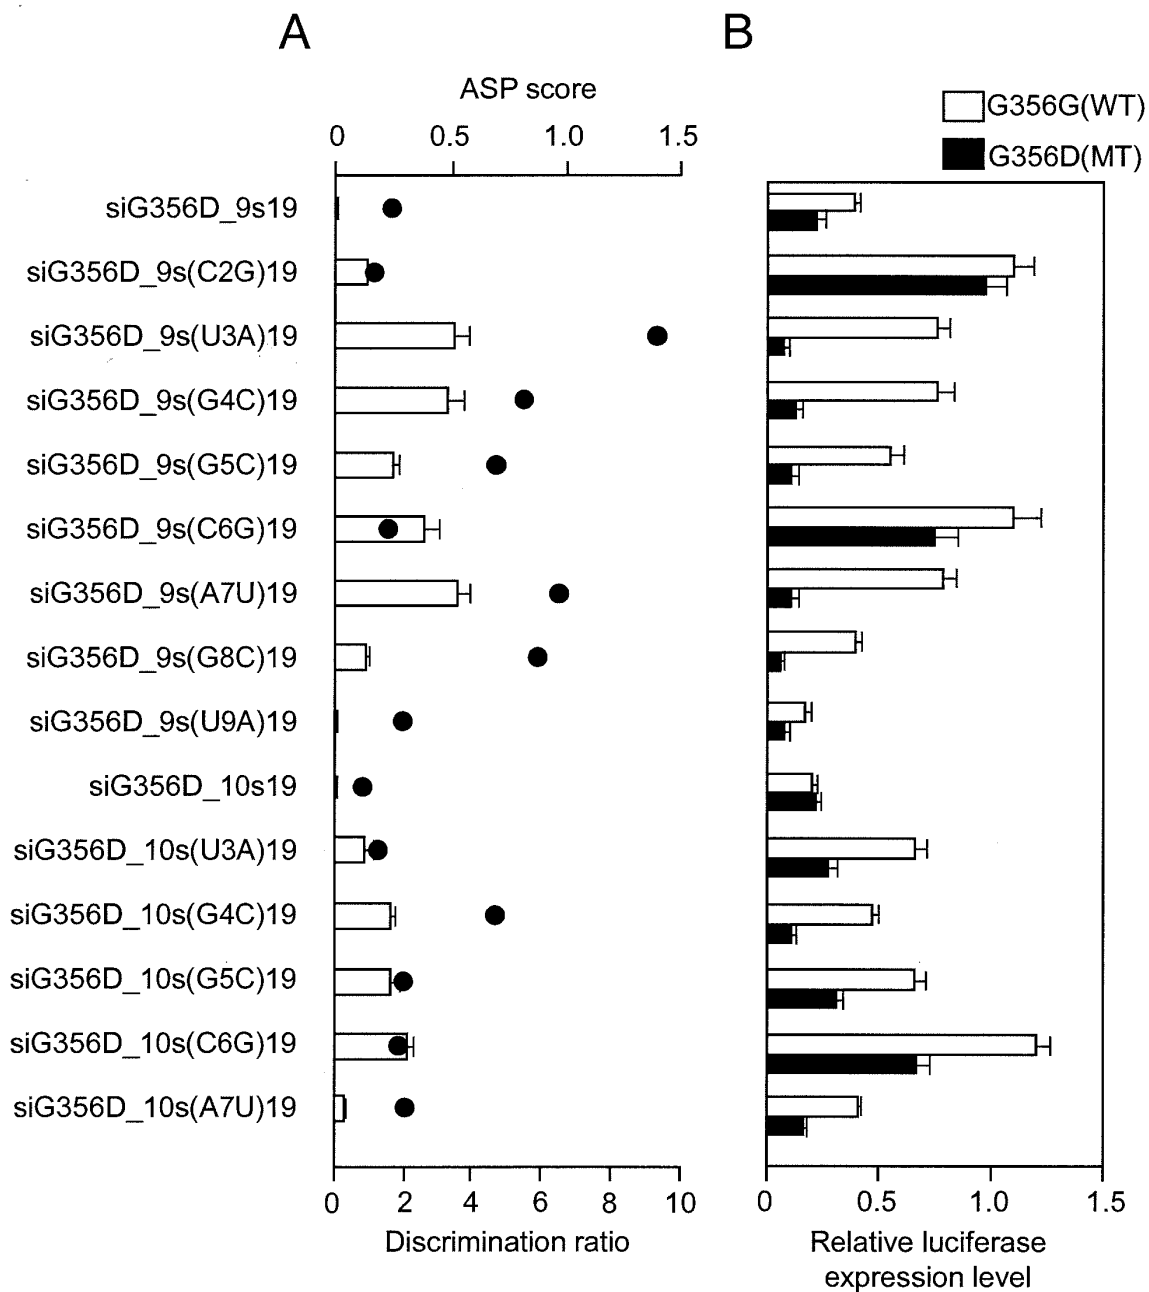 A
B
ASP score
0 0.5 1.0 1.5
G356G(WT)
G356D(MT)
siG356D_9s19
siG356D_9s(C2G)19
siG356D_9s(U3A)19
siG356D_9s(G4C)19
siG356D_9s(G5C)19
siG356D_9s(C6G)19
siG356D_9s(A7U)19
siG356D_9s(G8C)19
siG356D_9s(U9A)19
siG356D_10s19
siG356D_10s(U3A)19
siG356D_10s(G4C)19
siG356D_10s(G5C)19
siG356D_10s(C6G)19
siG356D_10s(A7U)19
0 2 4 6 8 10
Discrimination ratio
0 0.5 1.0 1.5
Relative luciferase
expression level